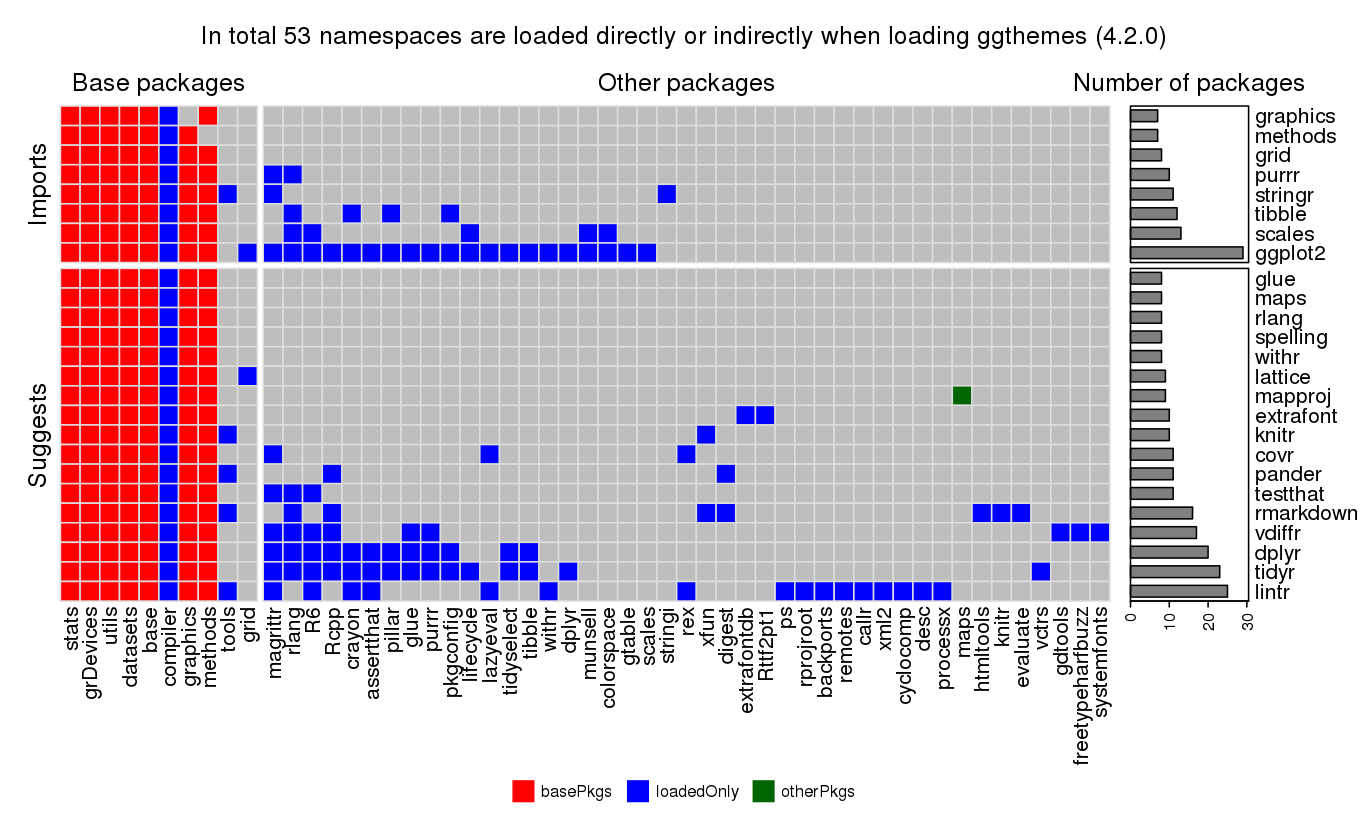 In total 53 namespaces are loaded directly or indirectly when loading ggthemes (4.2.0)
Base packages
Other packages
Number of packages
Imports
graphics
methods
grid
purrr
stringr
tibble
scales
ggplot2
Suggests
glue
maps
rlang
spelling
withr
lattice
mapproj
extrafont
knitr
covr
pander
testthat
rmarkdown
vdiffr
dplyr
tidyr
lintr
stats
grDevices
utils
datasets
base
compiler
graphics
methods
tools
grid
magrittr
rlang
R6
Rcpp
crayon
assertthat
pillar
glue
purrr
pkgconfig
lifecycle
lazyeval
tidyselect
tibble
withr
dplyr
munsell
colorspace
gtable
scales
stringi
rex
xfun
digest
extrafontdb
Rttf2pt1
ps
rprojroot
backports
remotes
callr
xml2
cyclocomp
desc
processx
maps
htmltools
knitr
evaluate
vctrs
gdtools
freetypeharfbuzz
systemfonts
0
10
20
30
basePkgs
loadedOnly
otherPkgs